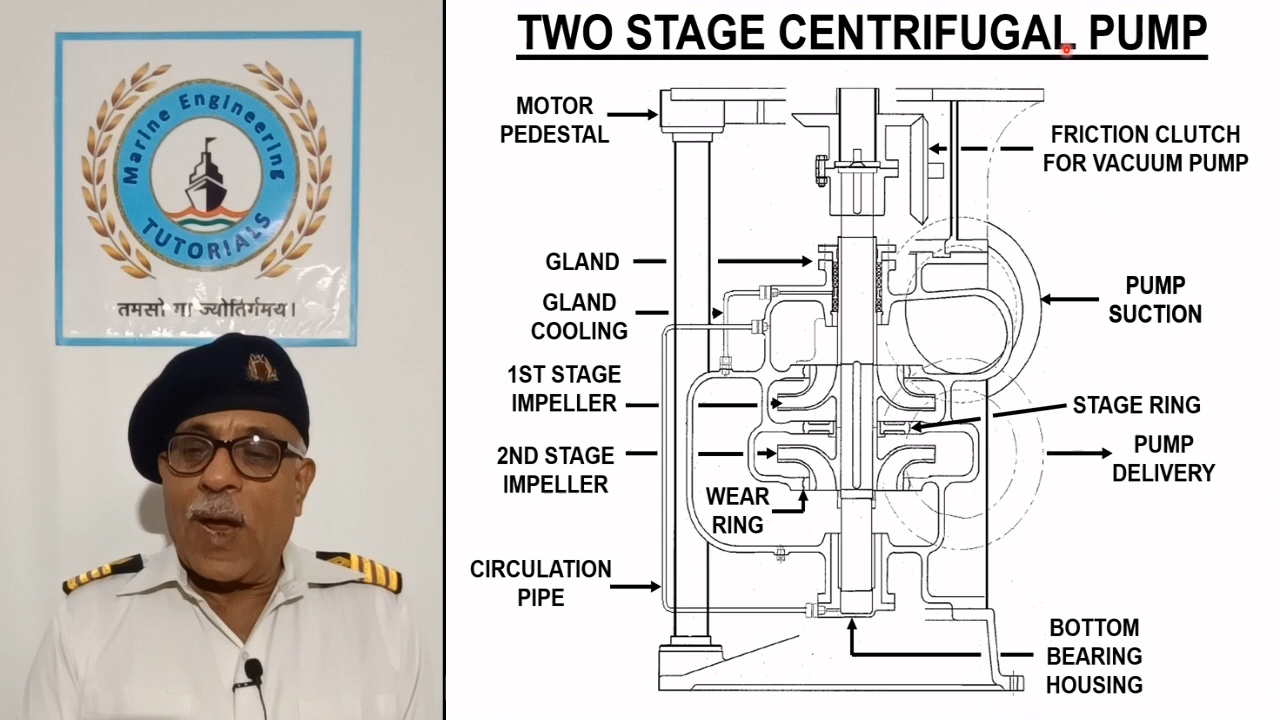 TWO STAGE CENTRIFUGAL PUMP
Marine Engineering
TUTORIALS
तमसो मा ज्योतिर्गमय।
MOTOR
PEDESTAL
FRICTION CLUTCH
FOR VACUUM PUMP
GLAND
GLAND
COOLING
PUMP
SUCTION
1ST STAGE
IMPELLER
STAGE RING
2ND STAGE
IMPELLER
PUMP
DELIVERY
WEAR
RING
CIRCULATION
PIPE
BOTTOM
BEARING
HOUSING